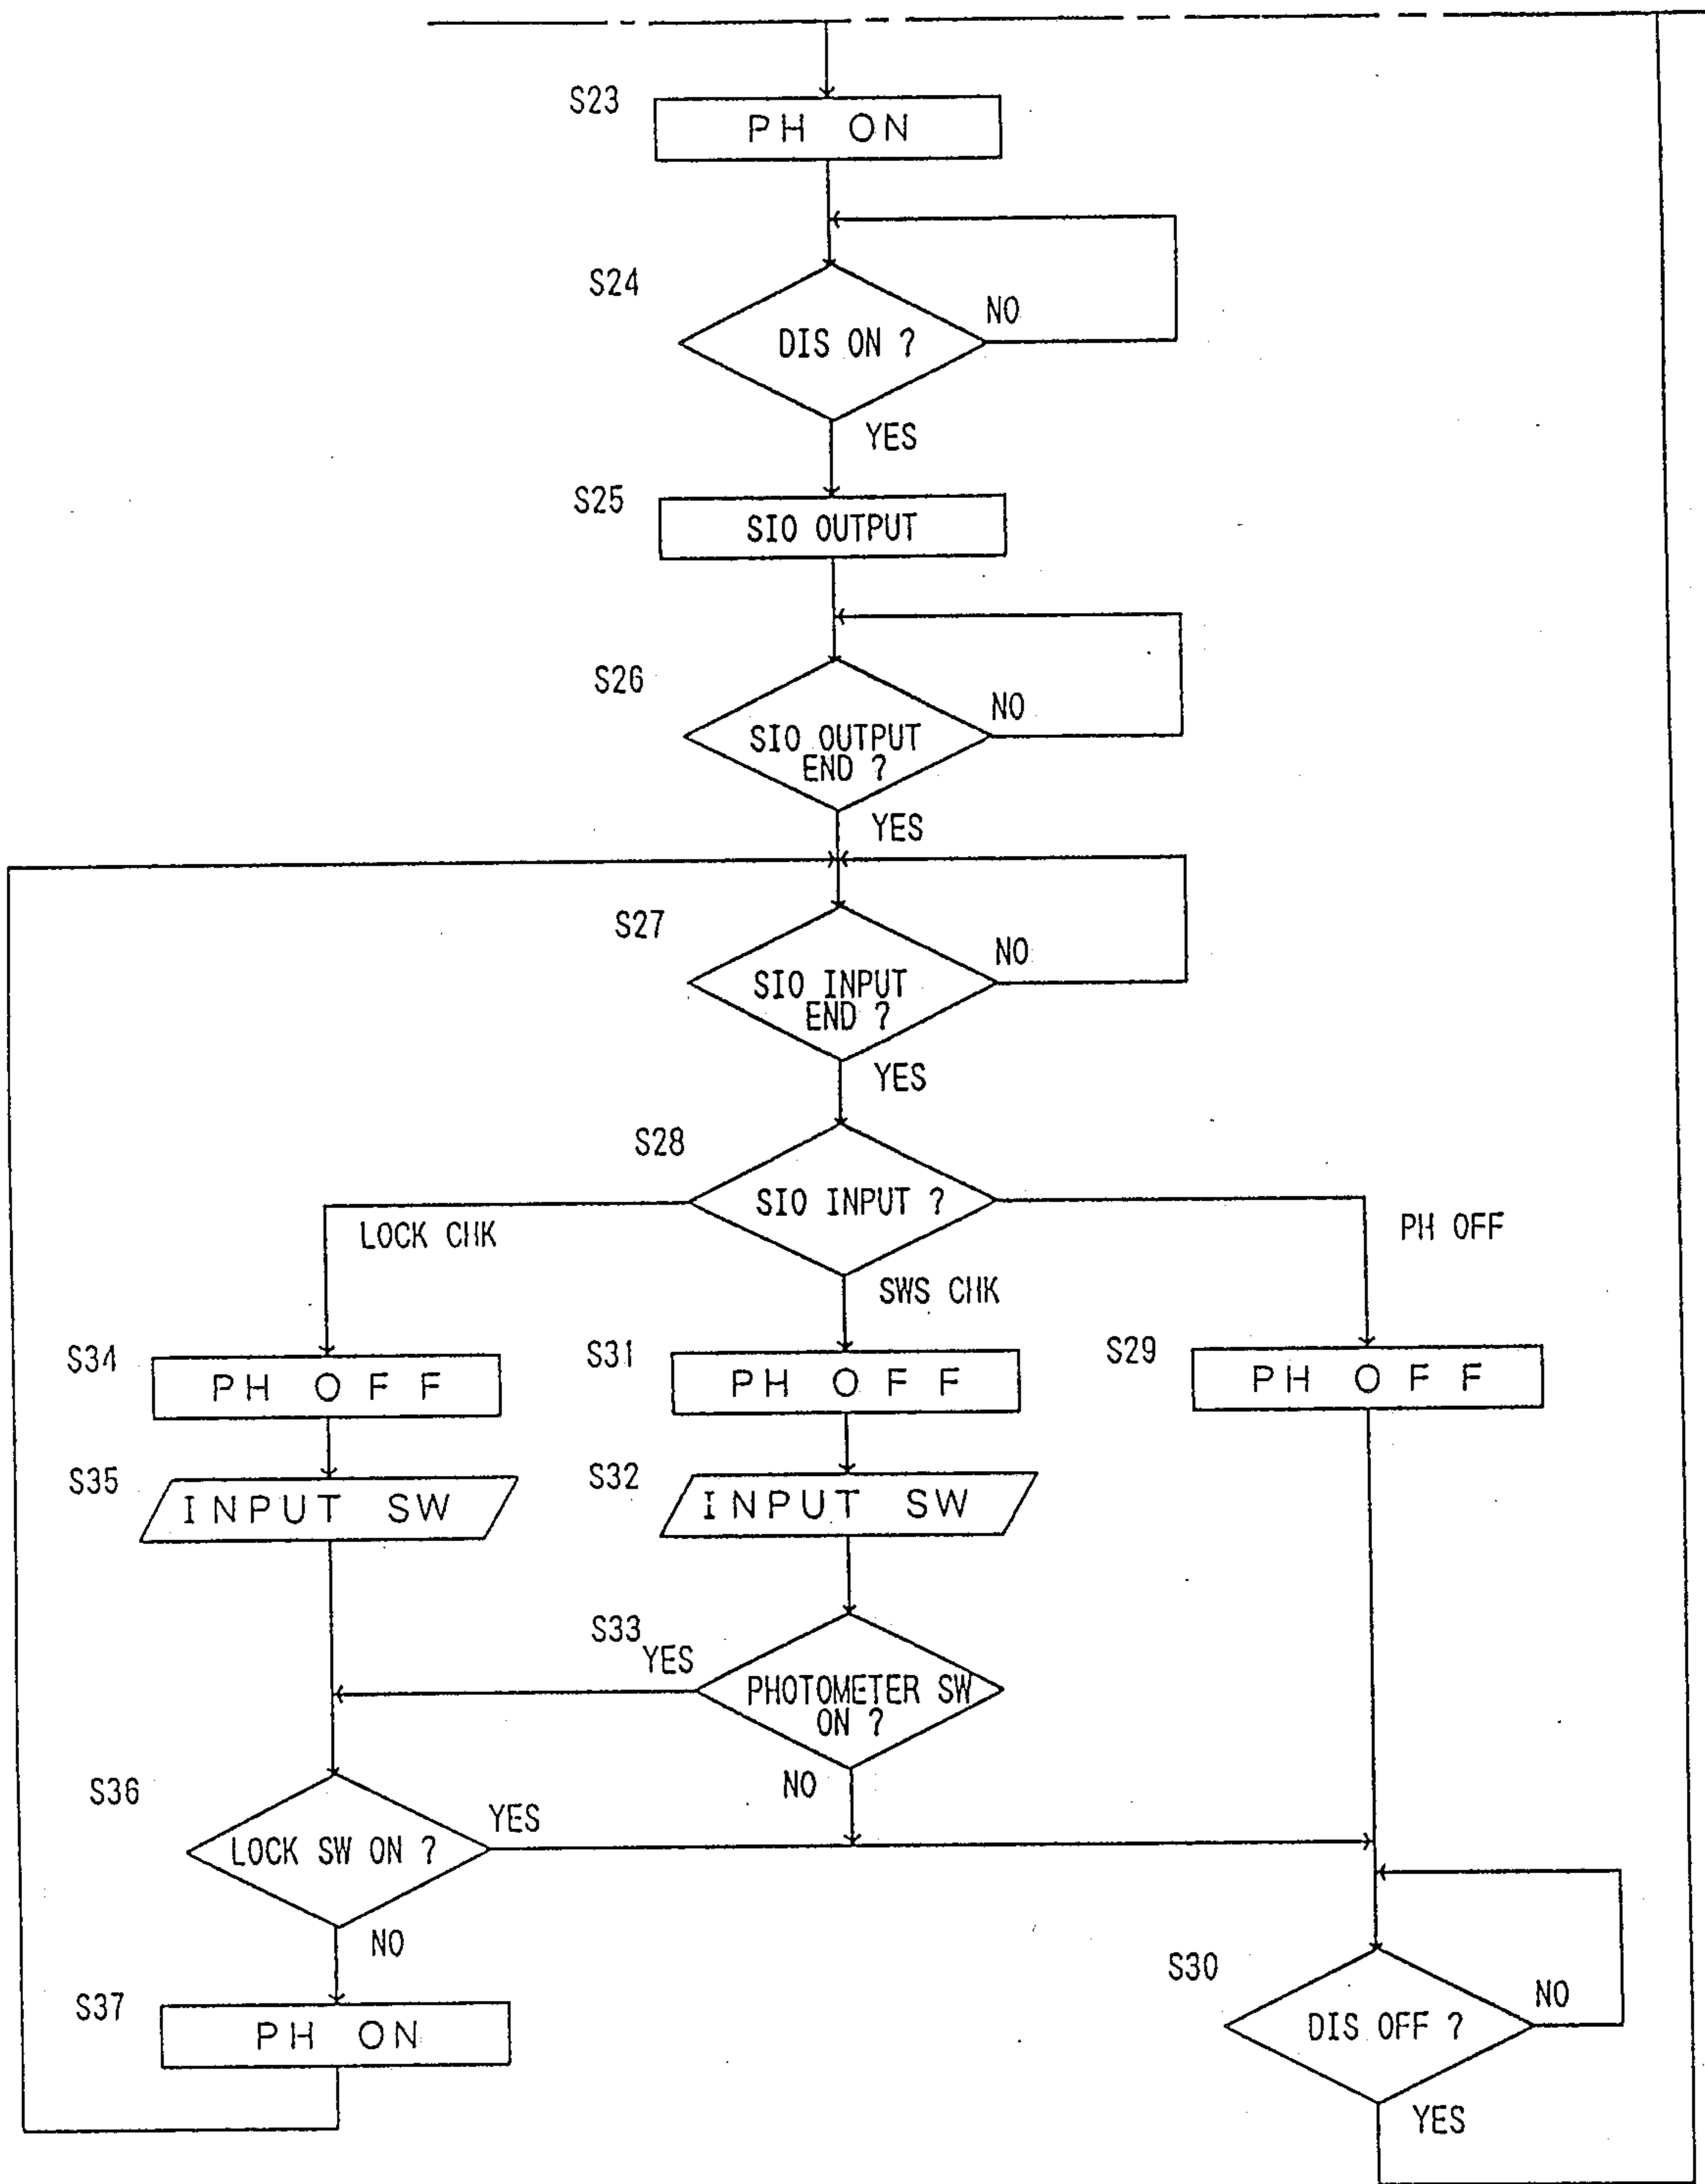 S23
PH ON
S24
DIS ON ?
NO
YES
S25
SIO OUTPUT
S26
SIO OUTPUT
END ?
NO
YES
S27
SIO INPUT
END ?
NO
YES
S28
SIO INPUT ?
LOCK CHK
SWS CHK
PH OFF
S34
PH OFF
S31
PH OFF
S29
PH OFF
S35
INPUT SW
S32
INPUT SW
S33
YES
PHOTOMETER SW
ON ?
NO
S36
LOCK SW ON ?
YES
NO
S30
DIS OFF ?
NO
YES
S37
PH ON